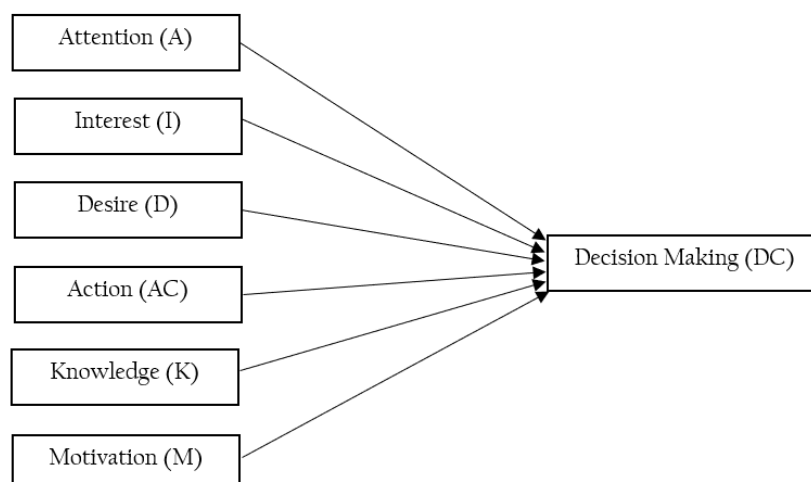 Attention (A)
Interest (I)
Desire (D)
Action (AC)
Knowledge (K)
Motivation (M)
Decision Making (DC)